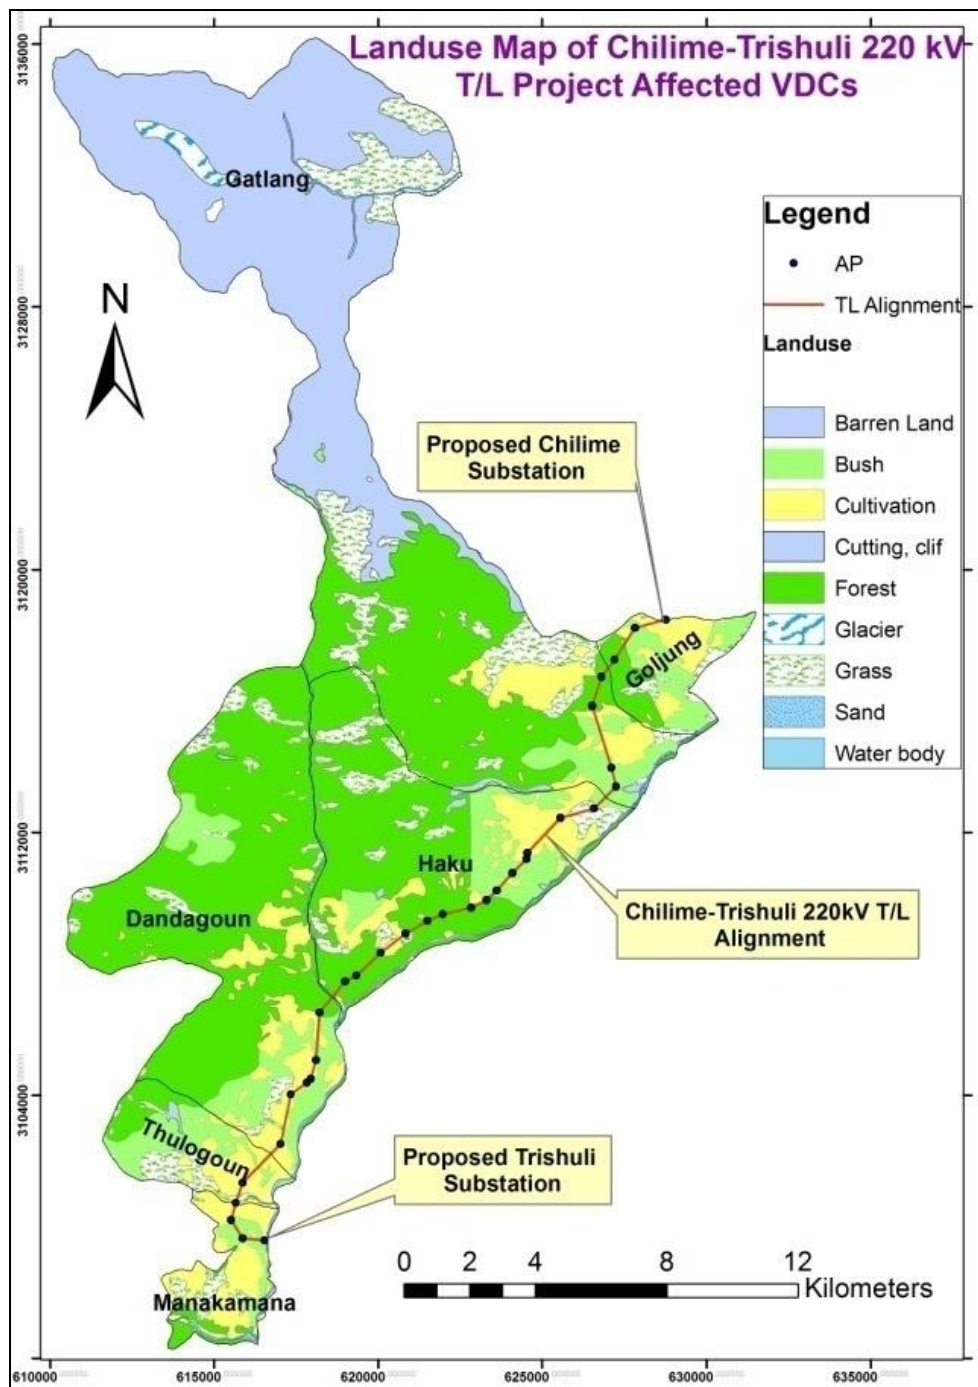 Landuse Map of Chilime-Trishuli 220 kV
T/L Project Affected VDCs
3136000
3128000
3120000
3112000
3104000
Gatlang
N
Legend
AP
TL Alignment
Landuse
Barren Land
Bush
Cultivation
Cutting, clif
Forest
Glacier
Grass
Sand
Water body
Proposed Chilime
Substation
Goljung
Haku
Dandagoun
Chilime-Trishuli 220kV T/L
Alignment
Thulogoun
Proposed Trishuli
Substation
Manakamana
0 2 4 8 12
Kilometers
610000 615000 620000 625000 630000 635000